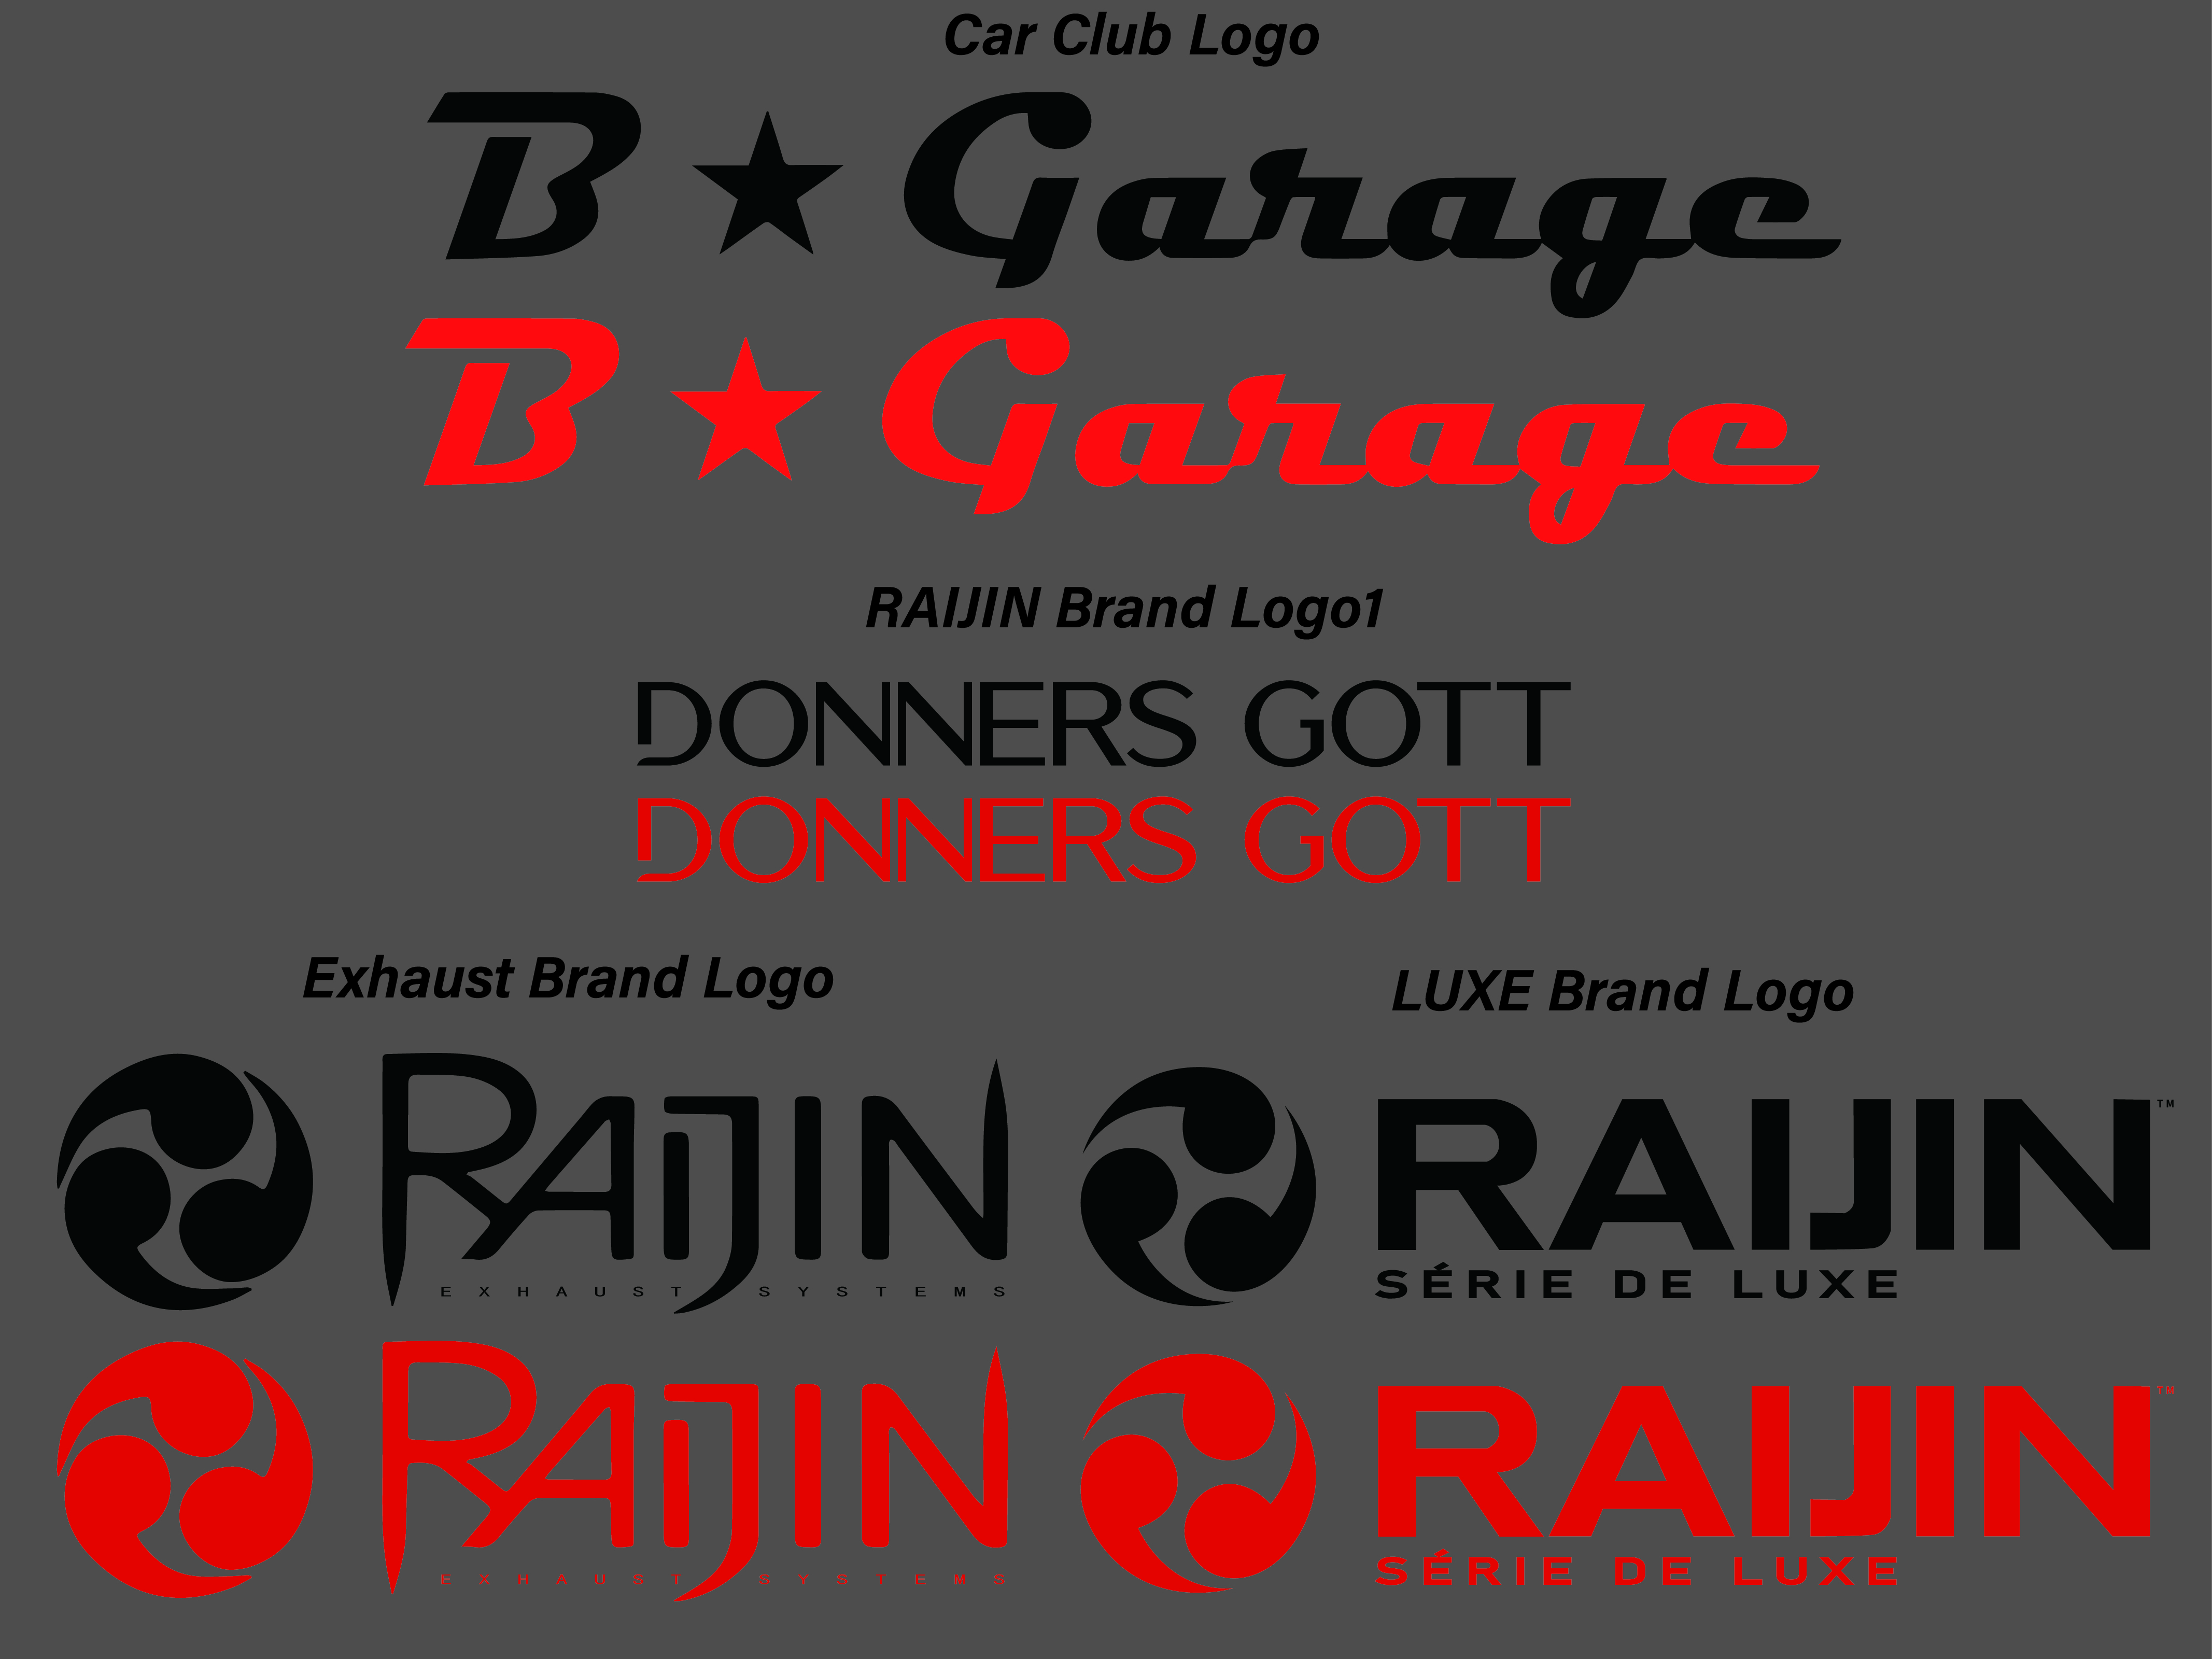 Car Club Logo
B★Garage
B★Garage
RAIJIN Brand Logo1
DONNERS GOTT
DONNERS GOTT
Exhaust Brand Logo
RAIJIN
EXHAUST SYSTEMS
RAIJIN
EXHAUST SYSTEMS
LUXE Brand Logo
RAIJIN™
SÉRIE DE LUXE
RAIJIN™
SÉRIE DE LUXE